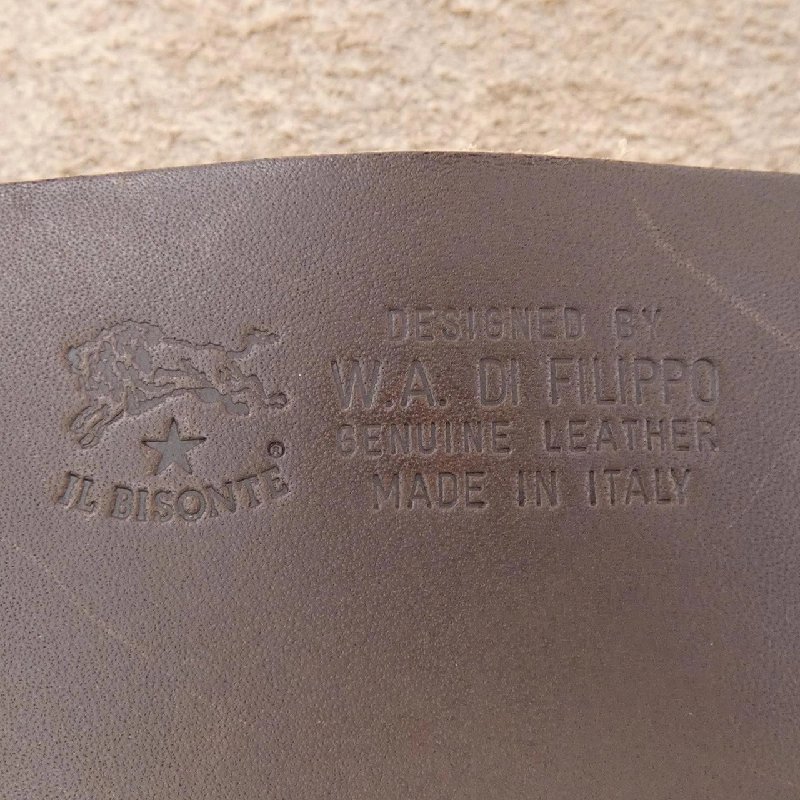 IL BISONTE®
DESIGNED BY
W.A. DI FILIPPO
GENUINE LEATHER
MADE IN ITALY